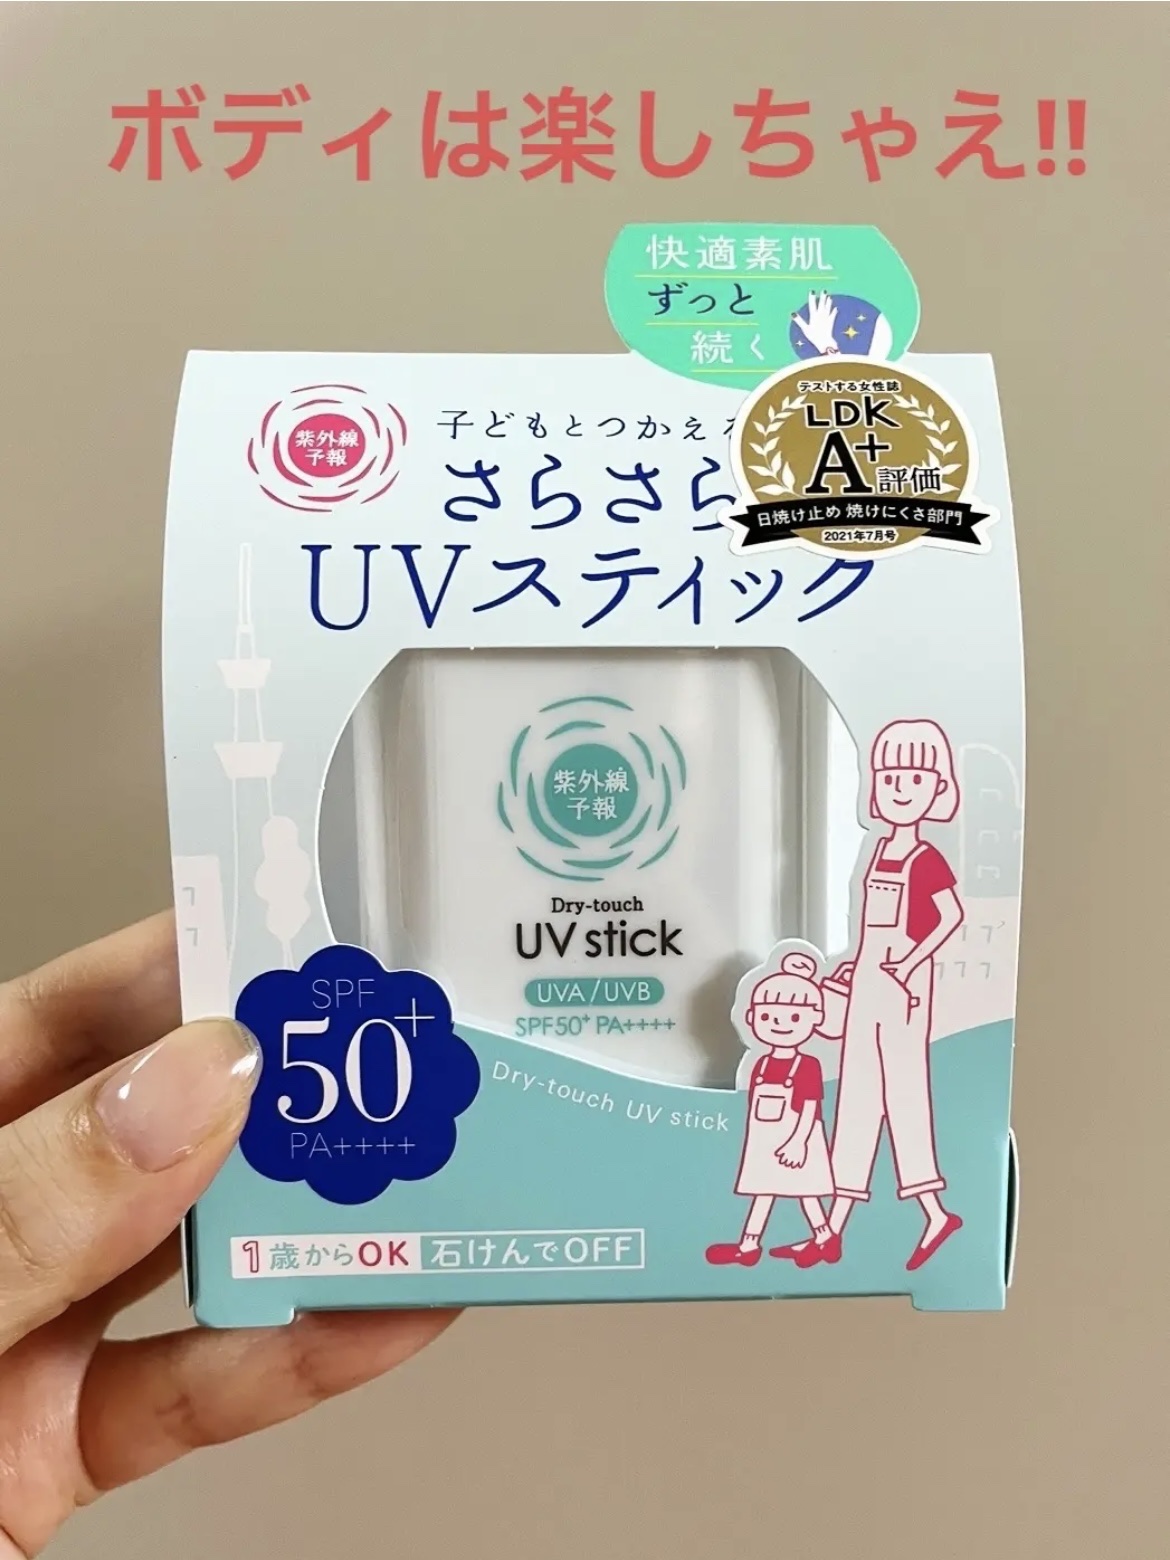 ボディは楽しちゃえ!!
快適素肌
ずっと
続く
テストする女性誌
LDK
A+評価
日焼け止め 焼けにくさ部門
2021年7月号
紫外線
予報
子どもとつかえ
さらさら
UVスティック
紫外線
予報
Dry-touch
UV stick
UVA/UVB
SPF50+ PA++++
SPF
50+
PA++++
Dry-touch UV stick
1歳からOK 石けんでOFF